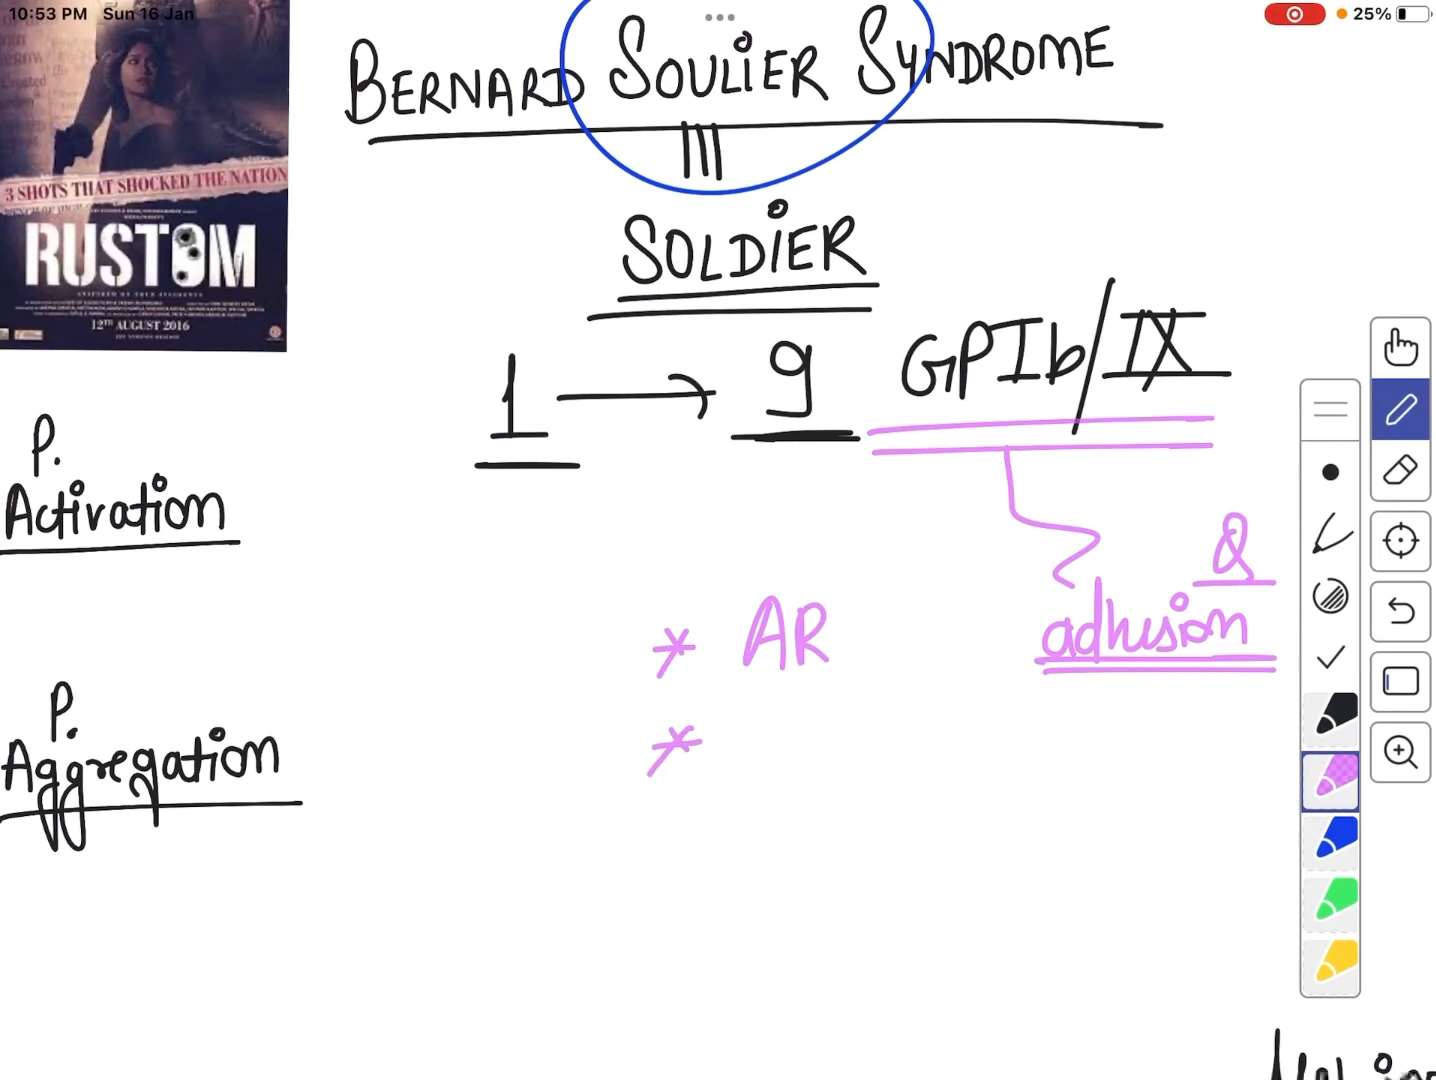 10:53 PM Sun 16 Jan
25%
BERNARD SOULIER SYNDROME
3 SHOTS THAT SHOCKED THE NATION
RUSTOM
12TH AUGUST 2016
SOLDIER
1 → 9 GPIb/IX
P.
Activation
Q
* AR
adhesion
P.
Aggregation
*